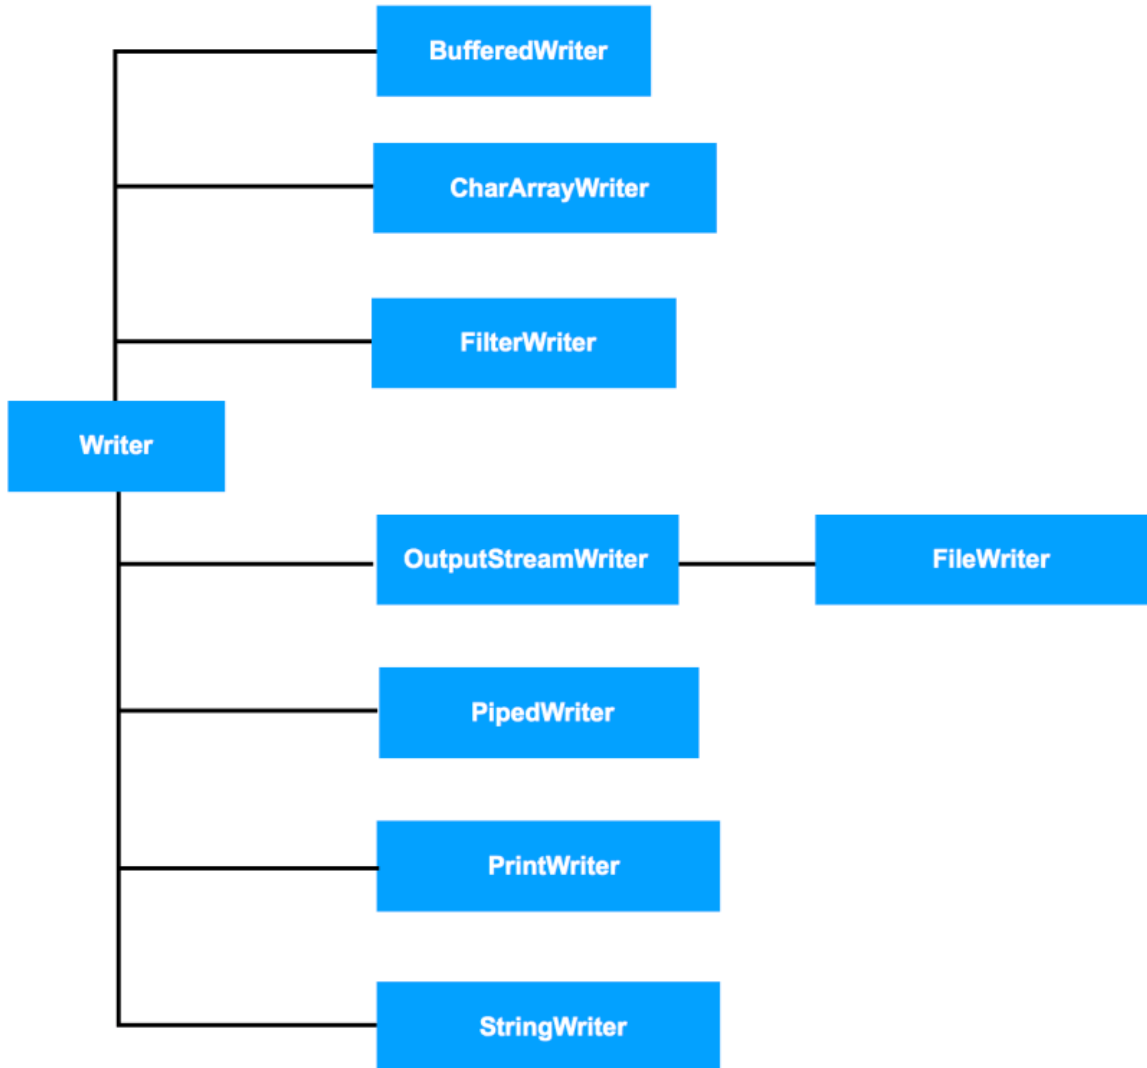 BufferedWriter
CharArrayWriter
FilterWriter
Writer
OutputStreamWriter
FileWriter
PipedWriter
PrintWriter
StringWriter